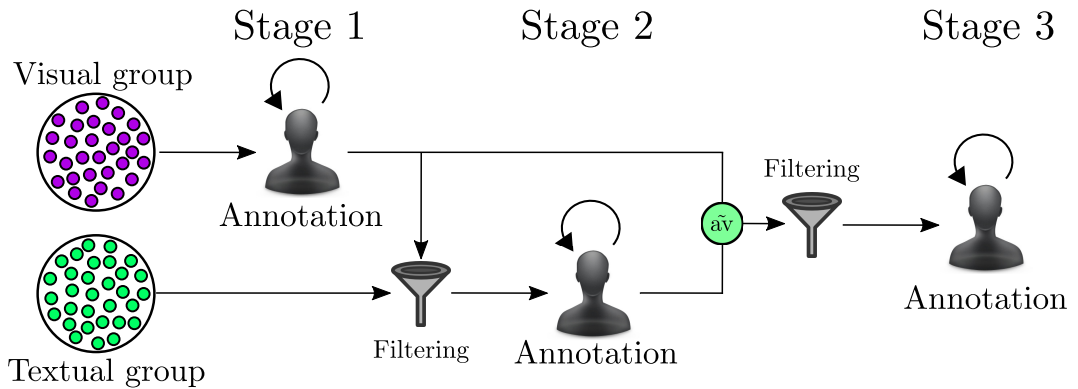 Stage 1
Stage 2
Stage 3
Visual group
Annotation
Filtering
ãv
Filtering
Annotation
Annotation
Textual group